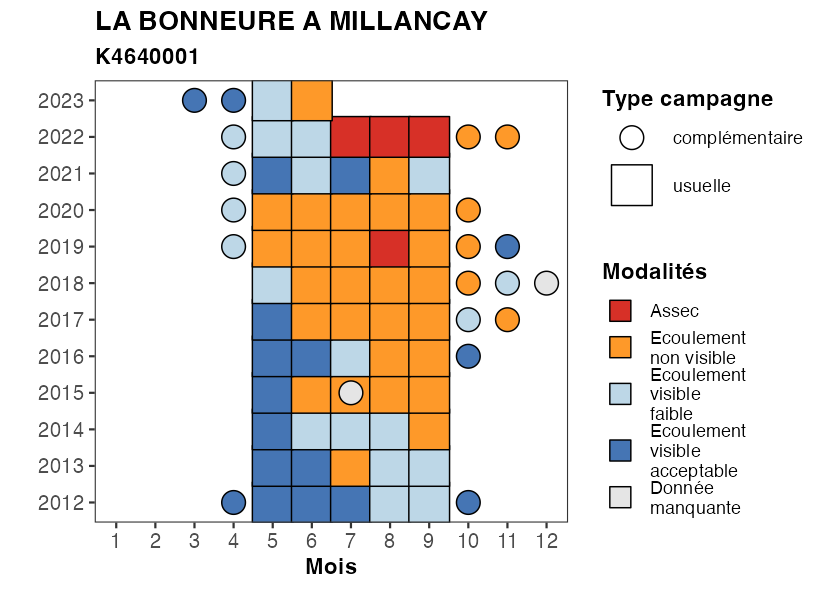 LA BONNEURE A MILLANCAY
K4640001
2023
2022
2021
2020
2019
2018
2017
2016
2015
2014
2013
2012
1 2 3 4 5 6 7 8 9 10 11 12
Mois
Type campagne
complémentaire
usuelle
Modalités
Assec
Ecoulement
non visible
Ecoulement
visible
faible
Ecoulement
visible
acceptable
Donnée
manquante